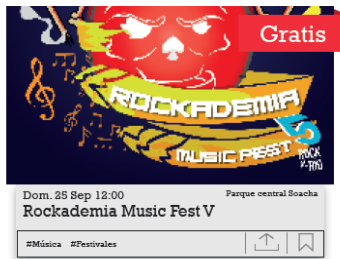 Gratis
ROCKADEMIA
MUSIC FEST
5
ROCK
Dom. 25 Sep 12:00
Parque central Soacha
Rockademia Music Fest V
#Música #Festivales